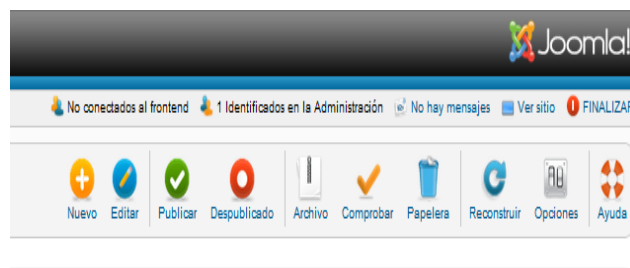 Joomla!
No conectados al frontend 1 Identificados en la Administración No hay mensajes Ver sitio FINALIZAR
Nuevo Editar Publicar Despublicado Archivo Comprobar Papelera Reconstruir Opciones Ayuda